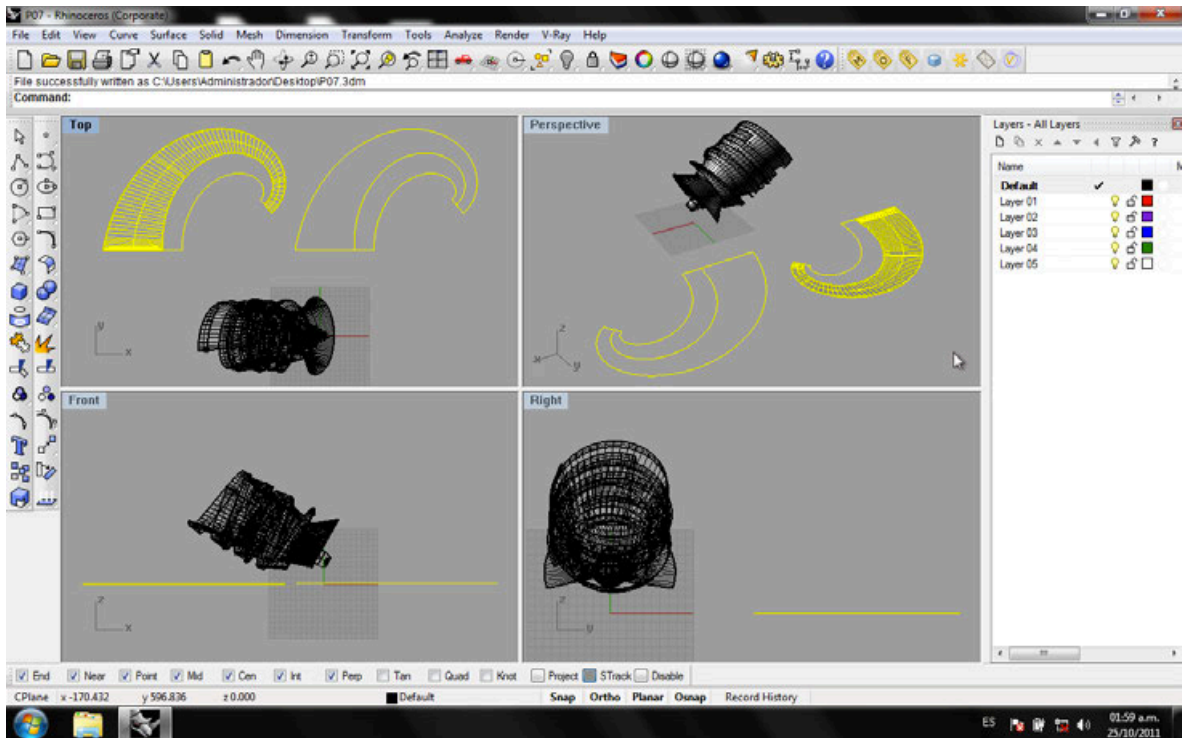 P07 - Rhinoceros (Corporate)
File Edit View Curve Surface Solid Mesh Dimension Transform Tools Analyze Render V-Ray Help
File successfully written as C:\Users\Administrador\Desktop\P07.3dm
Command:
Top
Perspective
Layers - All Layers
Name
Default
Layer 01
Layer 02
Layer 03
Layer 04
Layer 05
y
x
z
x
y
Front
Right
z
x
z
y
End Near Point Mid Cen Int Perp Tan Quad Knot Project STrack Disable
CPlane x -170.432 y 596.836 z 0.000 Default Snap Ortho Planar Osnap Record History
ES 01:59 a.m.
25/10/2011